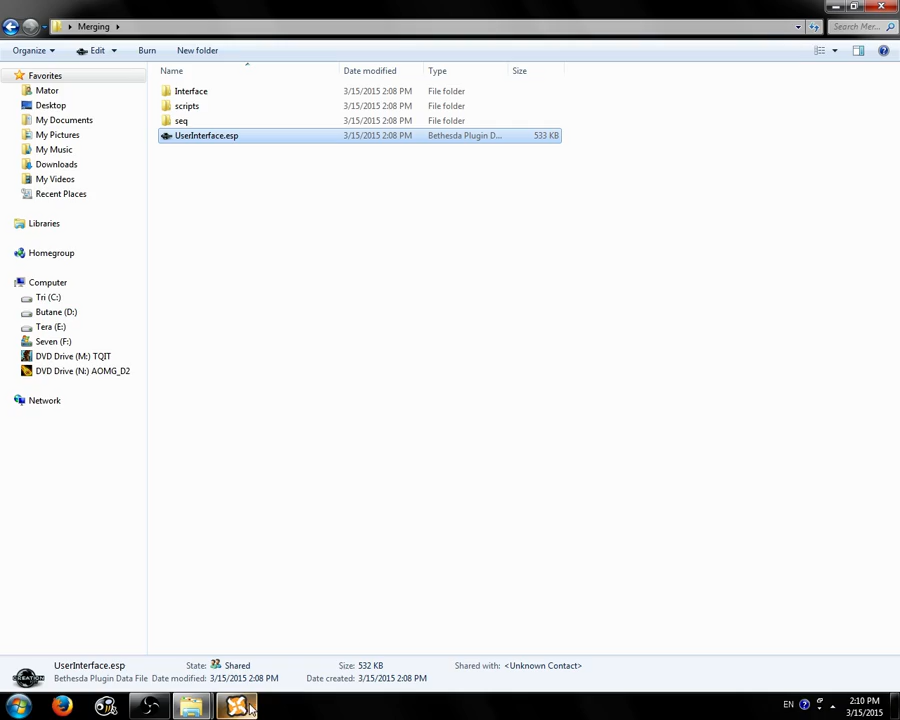 Merging
Search Mer...
Organize Edit Burn New folder
Name Date modified Type Size
Favorites
Mator
Desktop
My Documents
My Pictures
My Music
Downloads
My Videos
Recent Places
Libraries
Homegroup
Computer
Tri (C:)
Butane (D:)
Tera (E:)
Seven (F:)
DVD Drive (M:) TQIT
DVD Drive (N:) AOMG_D2
Network
Interface 3/15/2015 2:08 PM File folder
scripts 3/15/2015 2:08 PM File folder
seq 3/15/2015 2:08 PM File folder
UserInterface.esp 3/15/2015 2:08 PM Bethesda Plugin D... 533 KB
UserInterface.esp State: Shared Size: 532 KB Shared with: <Unknown Contact>
Bethesda Plugin Data File Date modified: 3/15/2015 2:08 PM Date created: 3/15/2015 2:08 PM
CREATION
EN 2:10 PM
3/15/2015